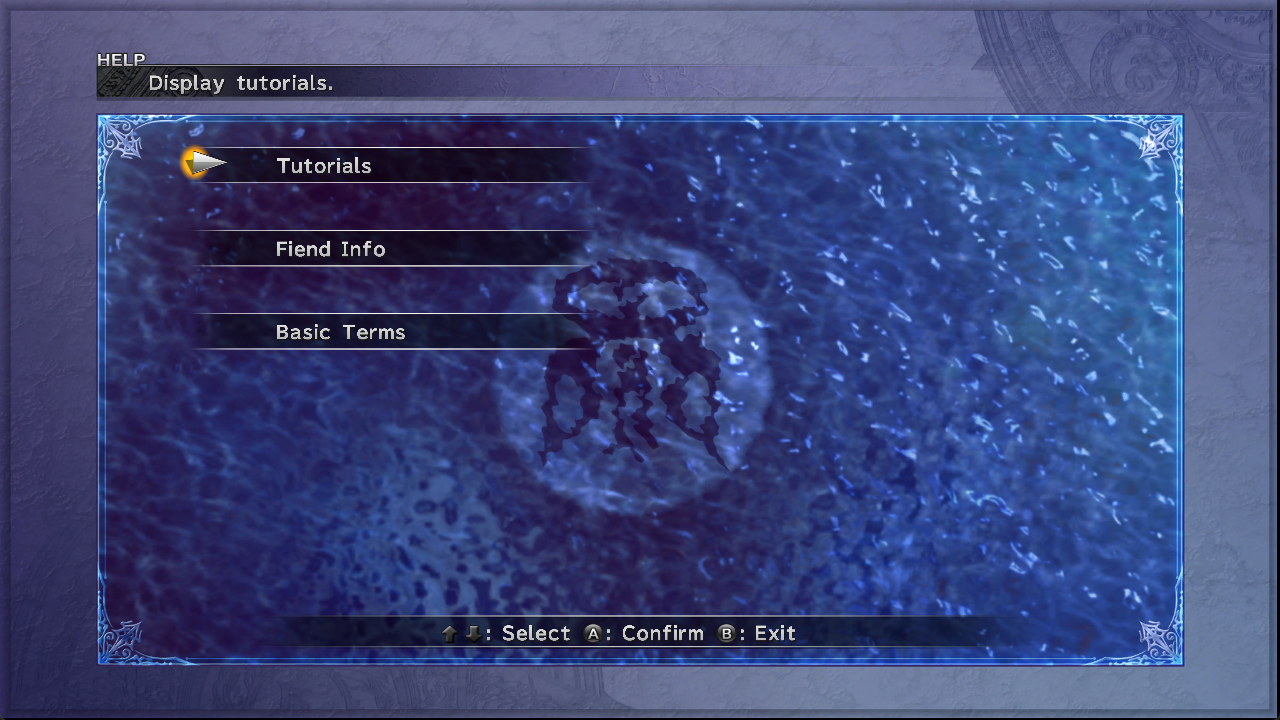 HELP
Display tutorials.
Tutorials
Fiend Info
Basic Terms
: Select A: Confirm B: Exit